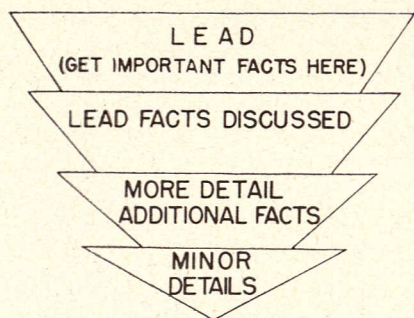 LEAD
(GET IMPORTANT FACTS HERE)
LEAD FACTS DISCUSSED
MORE DETAIL
ADDITIONAL FACTS
MINOR
DETAILS